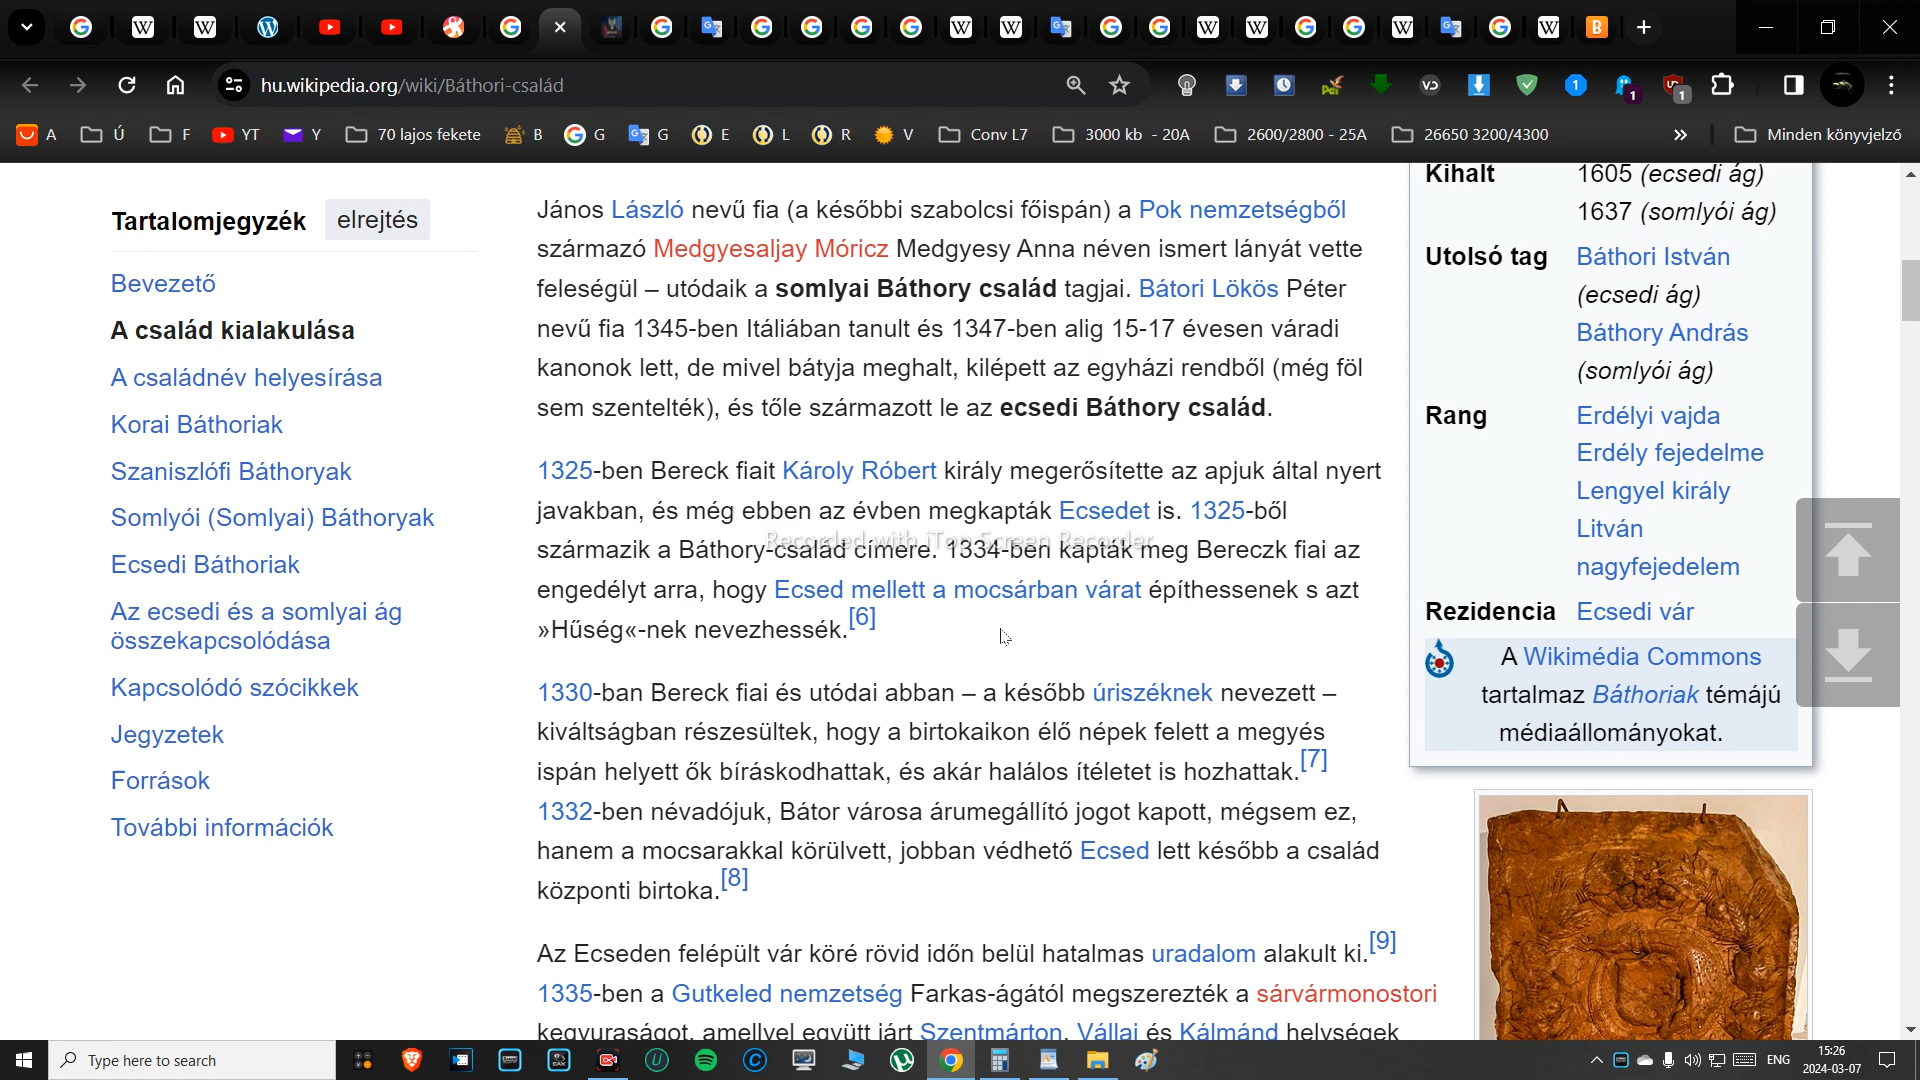 hu.wikipedia.org/wiki/Báthori-család
A
Ú
F
YT
Y
70 lajos fekete
B
G
G
E
L
R
V
Conv L7
3000 kb - 20A
2600/2800 - 25A
26650 3200/4300
»
Minden könyvjelző
Tartalomjegyzék elrejtés
Bevezető
A család kialakulása
A családnév helyesírása
Korai Báthoriak
Szaniszlófi Báthoryak
Somlyói (Somlyai) Báthoryak
Ecsedi Báthoriak
Az ecsedi és a somlyai ág
összekapcsolódása
Kapcsolódó szócikkek
Jegyzetek
Források
További információk
János László nevű fia (a későbbi szabolcsi főispán) a Pok nemzetségből
származó Medgyesaljay Móricz Medgyesy Anna néven ismert lányát vette
feleségül – utódaik a somlyai Báthory család tagjai. Bátori Lökös Péter
nevű fia 1345-ben Itáliában tanult és 1347-ben alig 15-17 évesen váradi
kanonok lett, de mivel bátyja meghalt, kilépett az egyházi rendből (még föl
sem szentelték), és tőle származott le az ecsedi Báthory család.
1325-ben Bereck fiait Károly Róbert király megerősítette az apjuk által nyert
javakban, és még ebben az évben megkapták Ecsedet is. 1325-ből
származik a Báthory-család címere. 1334-ben kapták meg Bereczk fiai az
engedélyt arra, hogy Ecsed mellett a mocsárban várat építhessenek s azt
»Hűség«-nek nevezhessék.[6]
1330-ban Bereck fiai és utódai abban – a később úriszéknek nevezett –
kiváltságban részesültek, hogy a birtokaikon élő népek felett a megyés
ispán helyett ők bíráskodhattak, és akár halálos ítéletet is hozhattak.[7]
1332-ben névadójuk, Bátor városa árumegállító jogot kapott, mégsem ez,
hanem a mocsarakkal körülvett, jobban védhető Ecsed lett később a család
központi birtoka.[8]
Az Ecseden felépült vár köré rövid időn belül hatalmas uradalom alakult ki.[9]
1335-ben a Gutkeled nemzetség Farkas-ágától megszerezték a sárvármonostori
kegyuraságot, amellyel együtt járt Szentmárton, Vállaj és Kálmánd helységek
Recorded with iTop Screen Recorder
Kihalt 1605 (ecsedi ág)
1637 (somlyói ág)
Utolsó tag Báthori István
(ecsedi ág)
Báthory András
(somlyói ág)
Rang Erdélyi vajda
Erdély fejedelme
Lengyel király
Litván
nagyfejedelem
Rezidencia Ecsedi vár
A Wikimédia Commons
tartalmaz Báthoriak témájú
médiaállományokat.
Type here to search
ENG
15:26
2024-03-07